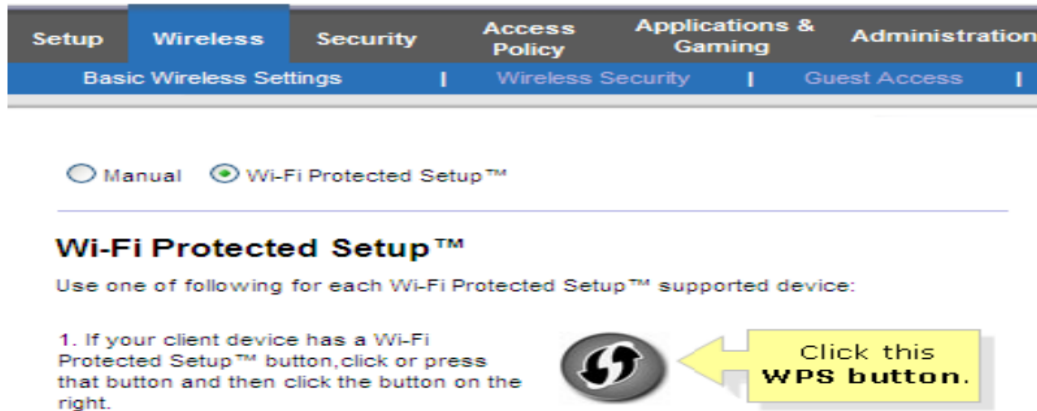 Setup Wireless Security Access Policy Applications & Gaming Administration
Basic Wireless Settings | Wireless Security | Guest Access |
Manual Wi-Fi Protected Setup™
Wi-Fi Protected Setup™
Use one of following for each Wi-Fi Protected Setup™ supported device:
1. If your client device has a Wi-Fi
Protected Setup™ button,click or press
that button and then click the button on the
right.
Click this
WPS button.